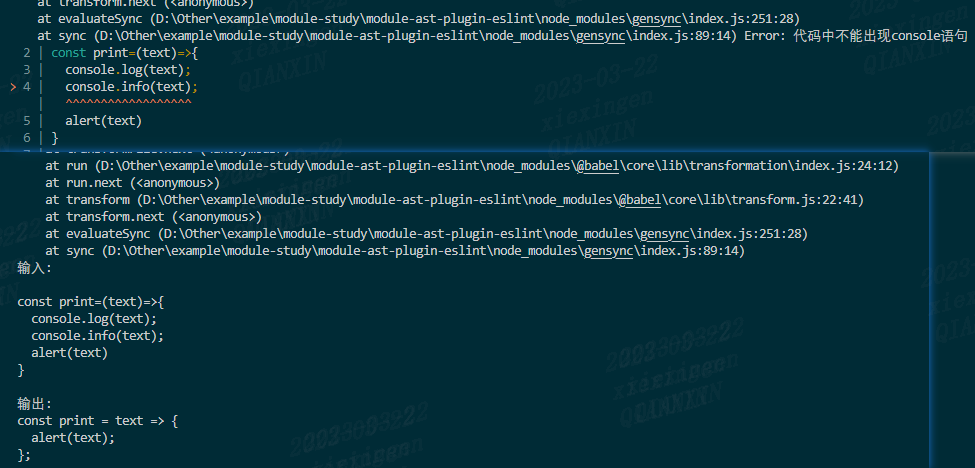 at transform.next (<anonymous>)
at evaluateSync (D:\Other\example\module-study\module-ast-plugin-eslint\node_modules\gensync\index.js:251:28)
at sync (D:\Other\example\module-study\module-ast-plugin-eslint\node_modules\gensync\index.js:89:14) Error: 代码中不能出现console语句
2 | const print=(text)=>{
3 |   console.log(text);
> 4 |   console.info(text);
|   ^^^^^^^^^^^^^^^^^^
5 |   alert(text)
6 | }
at run (D:\Other\example\module-study\module-ast-plugin-eslint\node_modules\@babel\core\lib\transformation\index.js:24:12)
at run.next (<anonymous>)
at transform (D:\Other\example\module-study\module-ast-plugin-eslint\node_modules\@babel\core\lib\transform.js:22:41)
at transform.next (<anonymous>)
at evaluateSync (D:\Other\example\module-study\module-ast-plugin-eslint\node_modules\gensync\index.js:251:28)
at sync (D:\Other\example\module-study\module-ast-plugin-eslint\node_modules\gensync\index.js:89:14)
输入:
const print=(text)=>{
  console.log(text);
  console.info(text);
  alert(text)
}
输出:
const print = text => {
  alert(text);
};
2023-03-22
xiexingen
QIANXIN